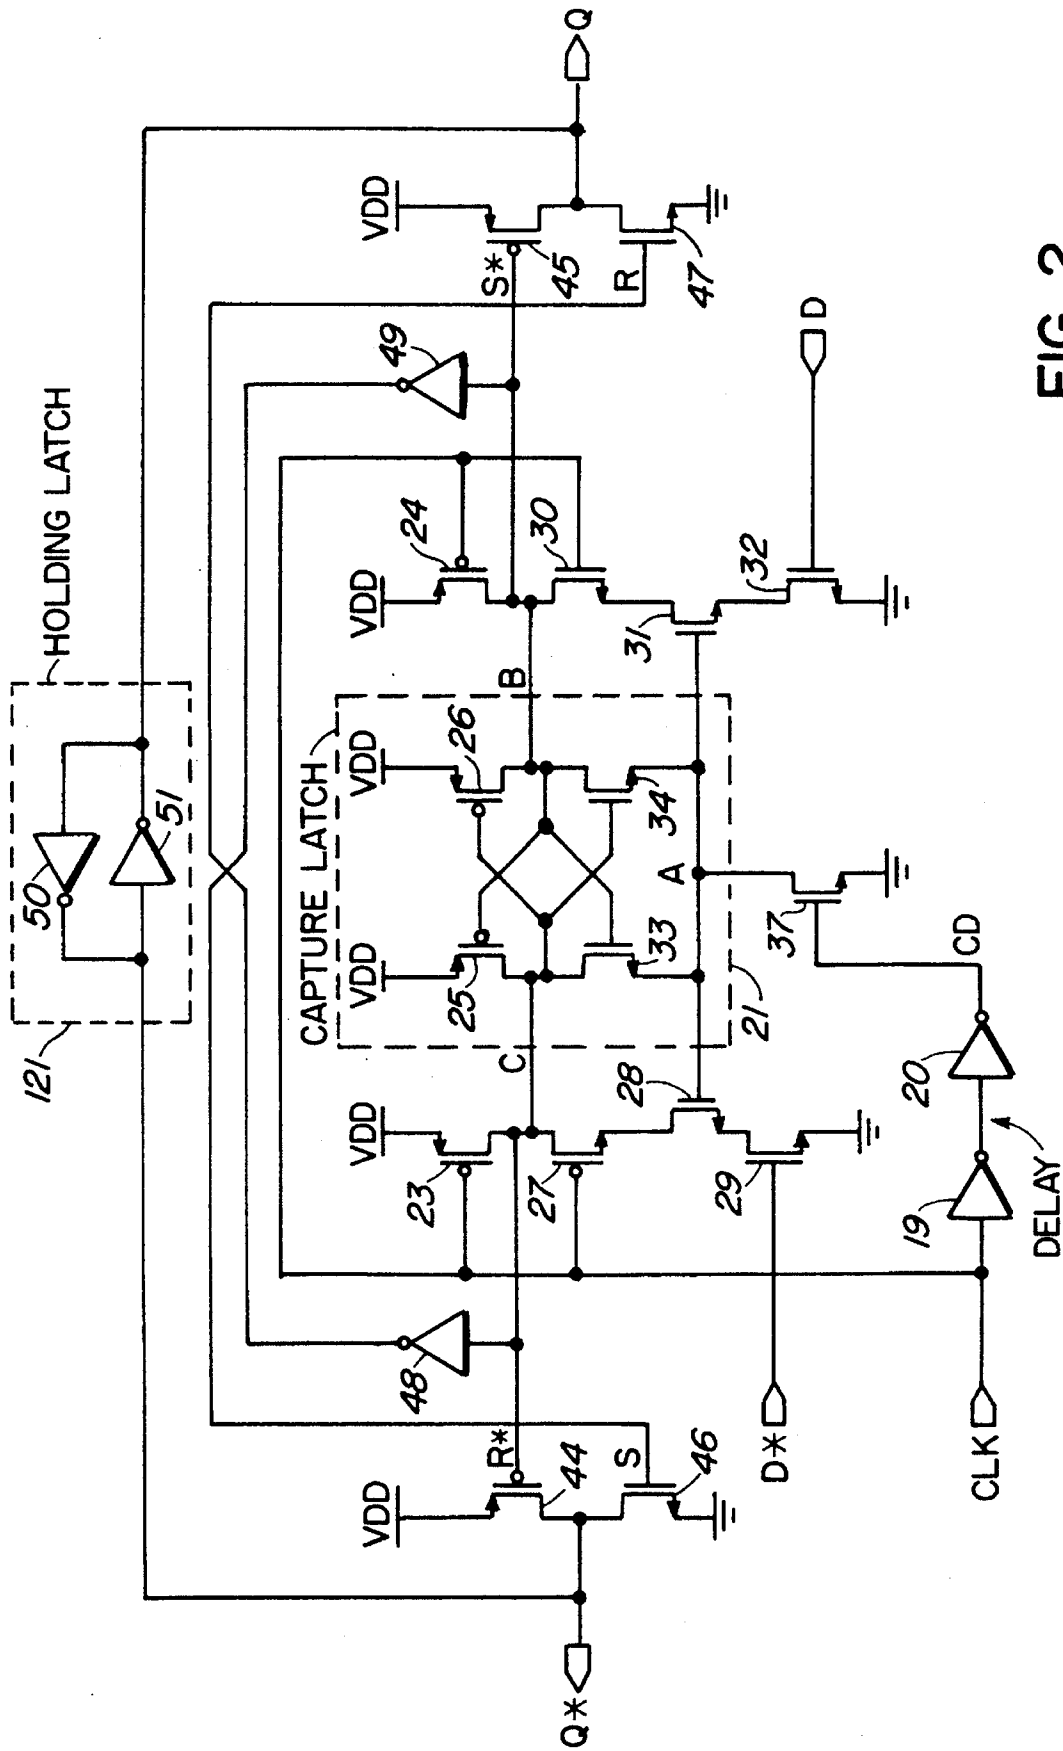 HOLDING LATCH
121
50
51
VDD
R*
44
S
46
Q*
48
VDD
23
27
28
29
D*
CLK
19
DELAY
20
CD
37
CAPTURE LATCH
C
VDD
25
33
VDD
26
34
A
B
21
VDD
24
30
31
32
D
49
VDD
S*
45
R
47
Q
FIG. 2